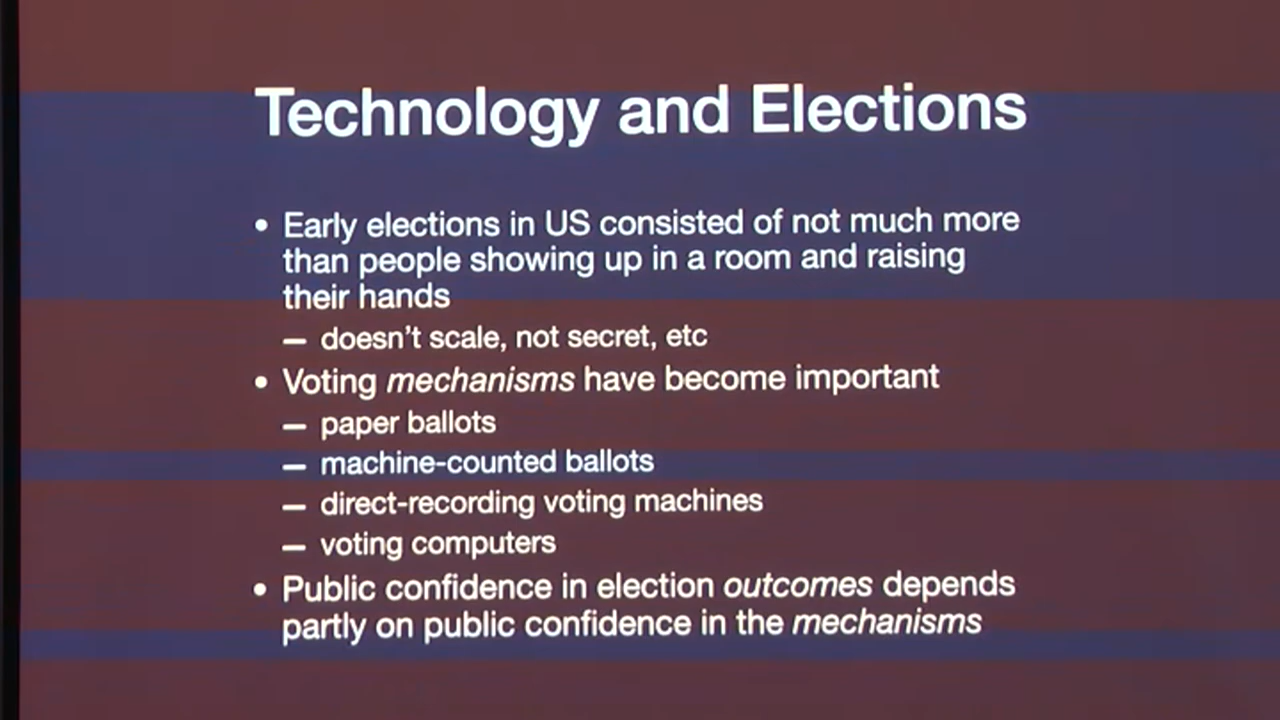 Technology and Elections
• Early elections in US consisted of not much more
than people showing up in a room and raising
their hands
— doesn't scale, not secret, etc
• Voting mechanisms have become important
— paper ballots
— machine-counted ballots
— direct-recording voting machines
— voting computers
• Public confidence in election outcomes depends
partly on public confidence in the mechanisms